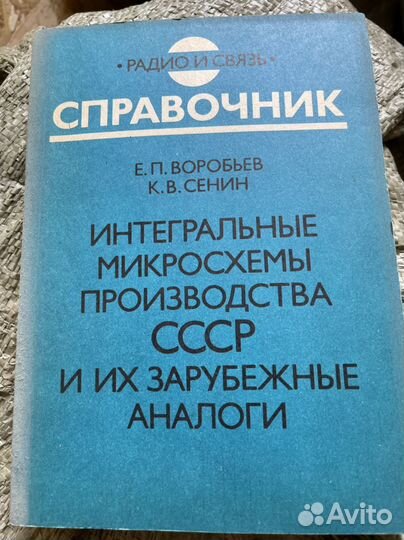 • РАДИО И СВЯЗЬ •
СПРАВОЧНИК
Е. П. ВОРОБЬЕВ
К. В. СЕНИН
ИНТЕГРАЛЬНЫЕ
МИКРОСХЕМЫ
ПРОИЗВОДСТВА
СССР
И ИХ ЗАРУБЕЖНЫЕ
АНАЛОГИ
Avito